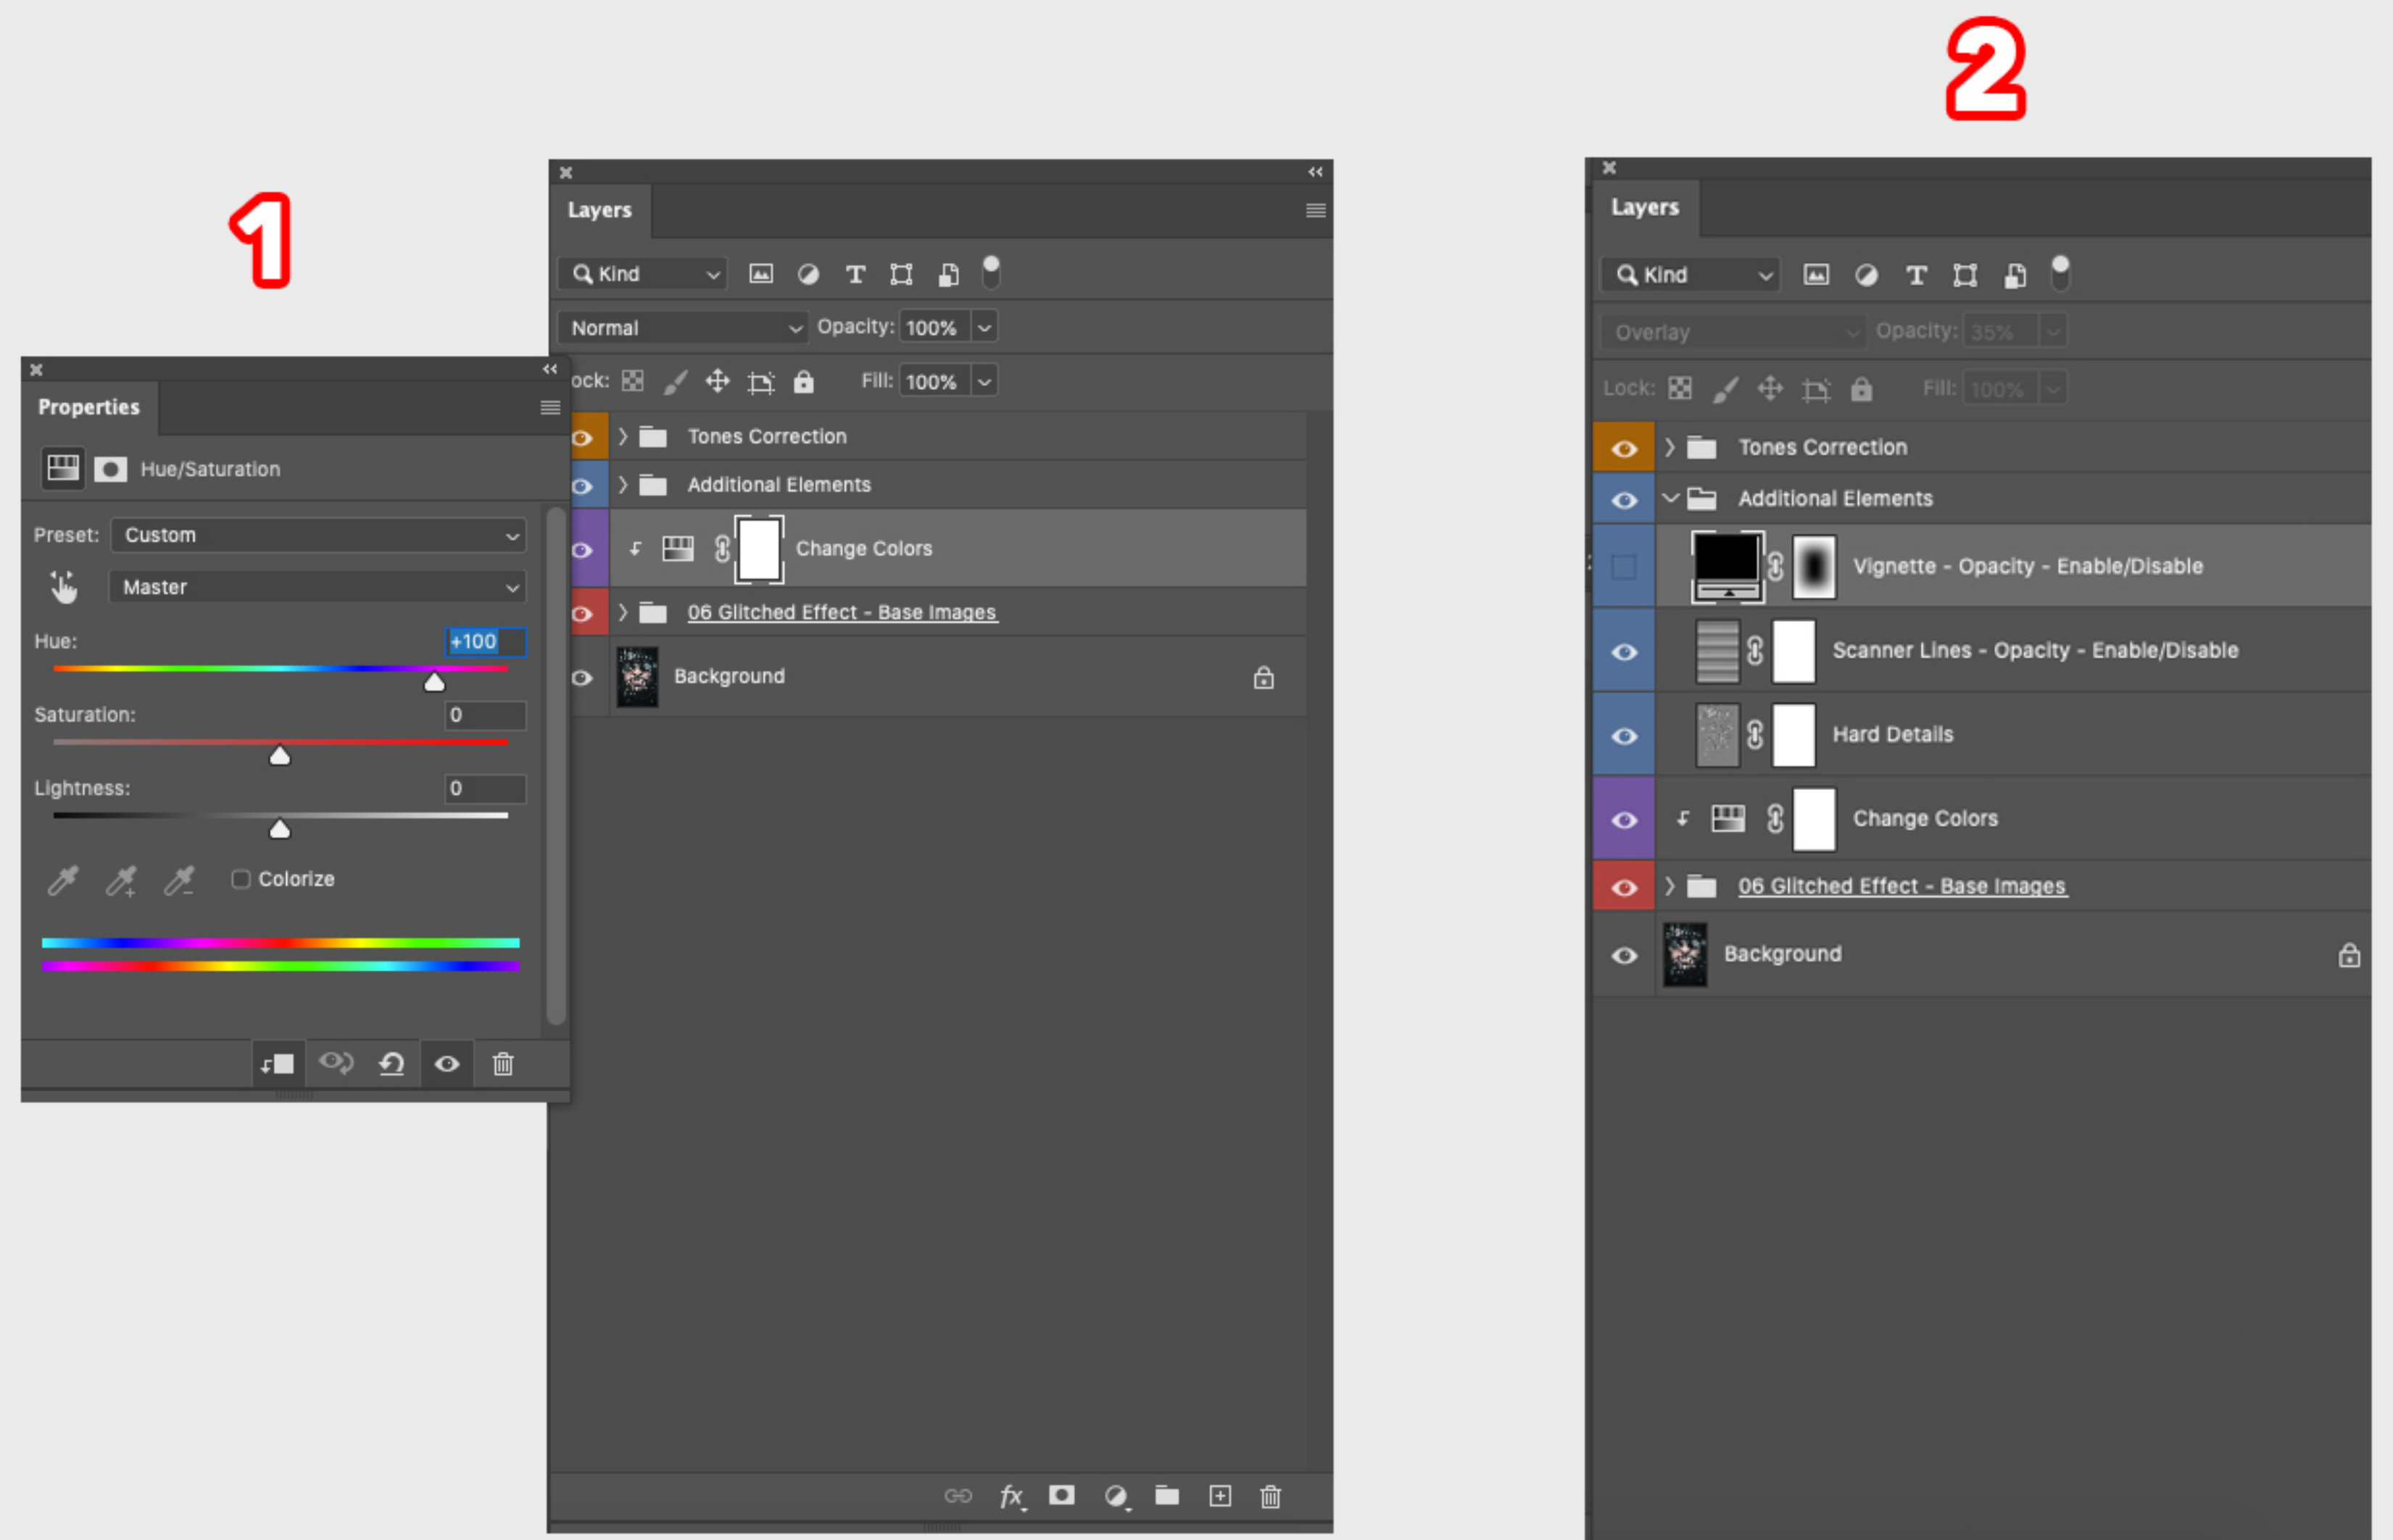 1
Properties
Hue/Saturation
Preset: Custom
Master
Hue: +100
Saturation: 0
Lightness: 0
Colorize
Layers
Kind
Normal Opacity: 100%
ock: Fill: 100%
Tones Correction
Additional Elements
Change Colors
06 Glitched Effect - Base Images
Background
fx
2
Layers
Kind
Overlay Opacity: 35%
Lock: Fill: 100%
Tones Correction
Additional Elements
Vignette - Opacity - Enable/Disable
Scanner Lines - Opacity - Enable/Disable
Hard Details
Change Colors
06 Glitched Effect - Base Images
Background